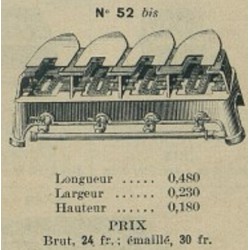 N° 52 bis
Longueur ..... 0,480
Largeur ...... 0,230
Hauteur ...... 0,180
PRIX
Brut, 24 fr. : émaillé, 30 fr.